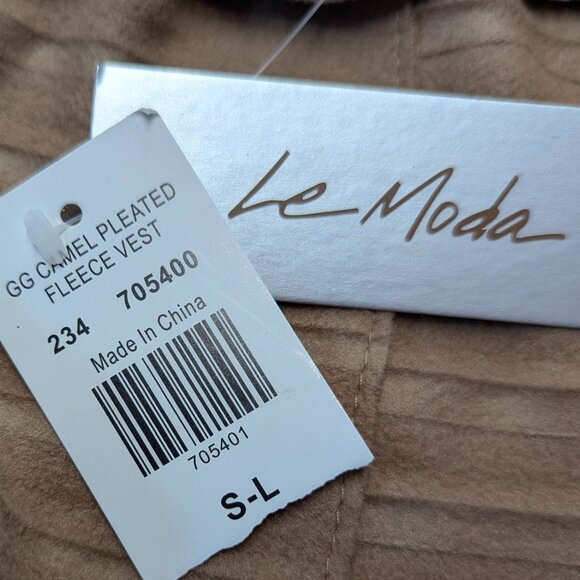 Le Moda
GG CAMEL PLEATED
FLEECE VEST
234 705400
Made In China
705401
S-L